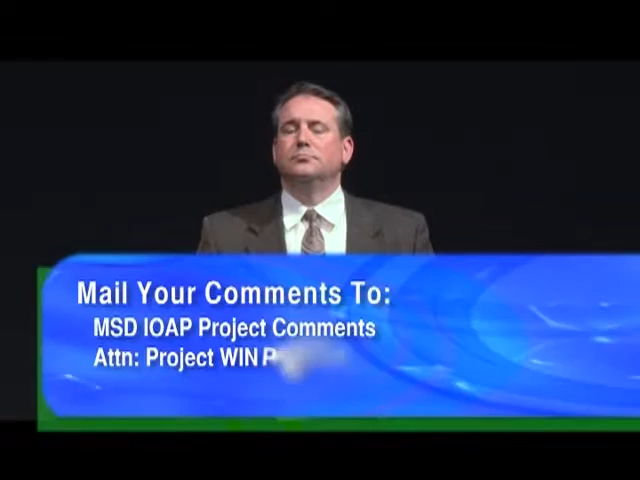 Mail Your Comments To:
MSD IOAP Project Comments
Attn: Project WIN